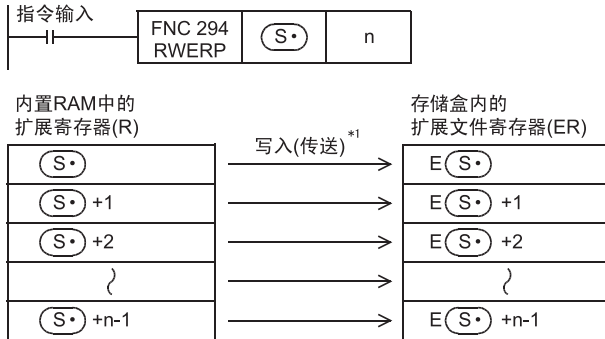 指令输入
FNC 294
RWERP
S•
n
内置RAM中的
扩展寄存器(R)
存储盒内的
扩展文件寄存器(ER)
写入(传送)*1
S•
E S•
S• +1
E S• +1
S• +2
E S• +2
S• +n-1
E S• +n-1